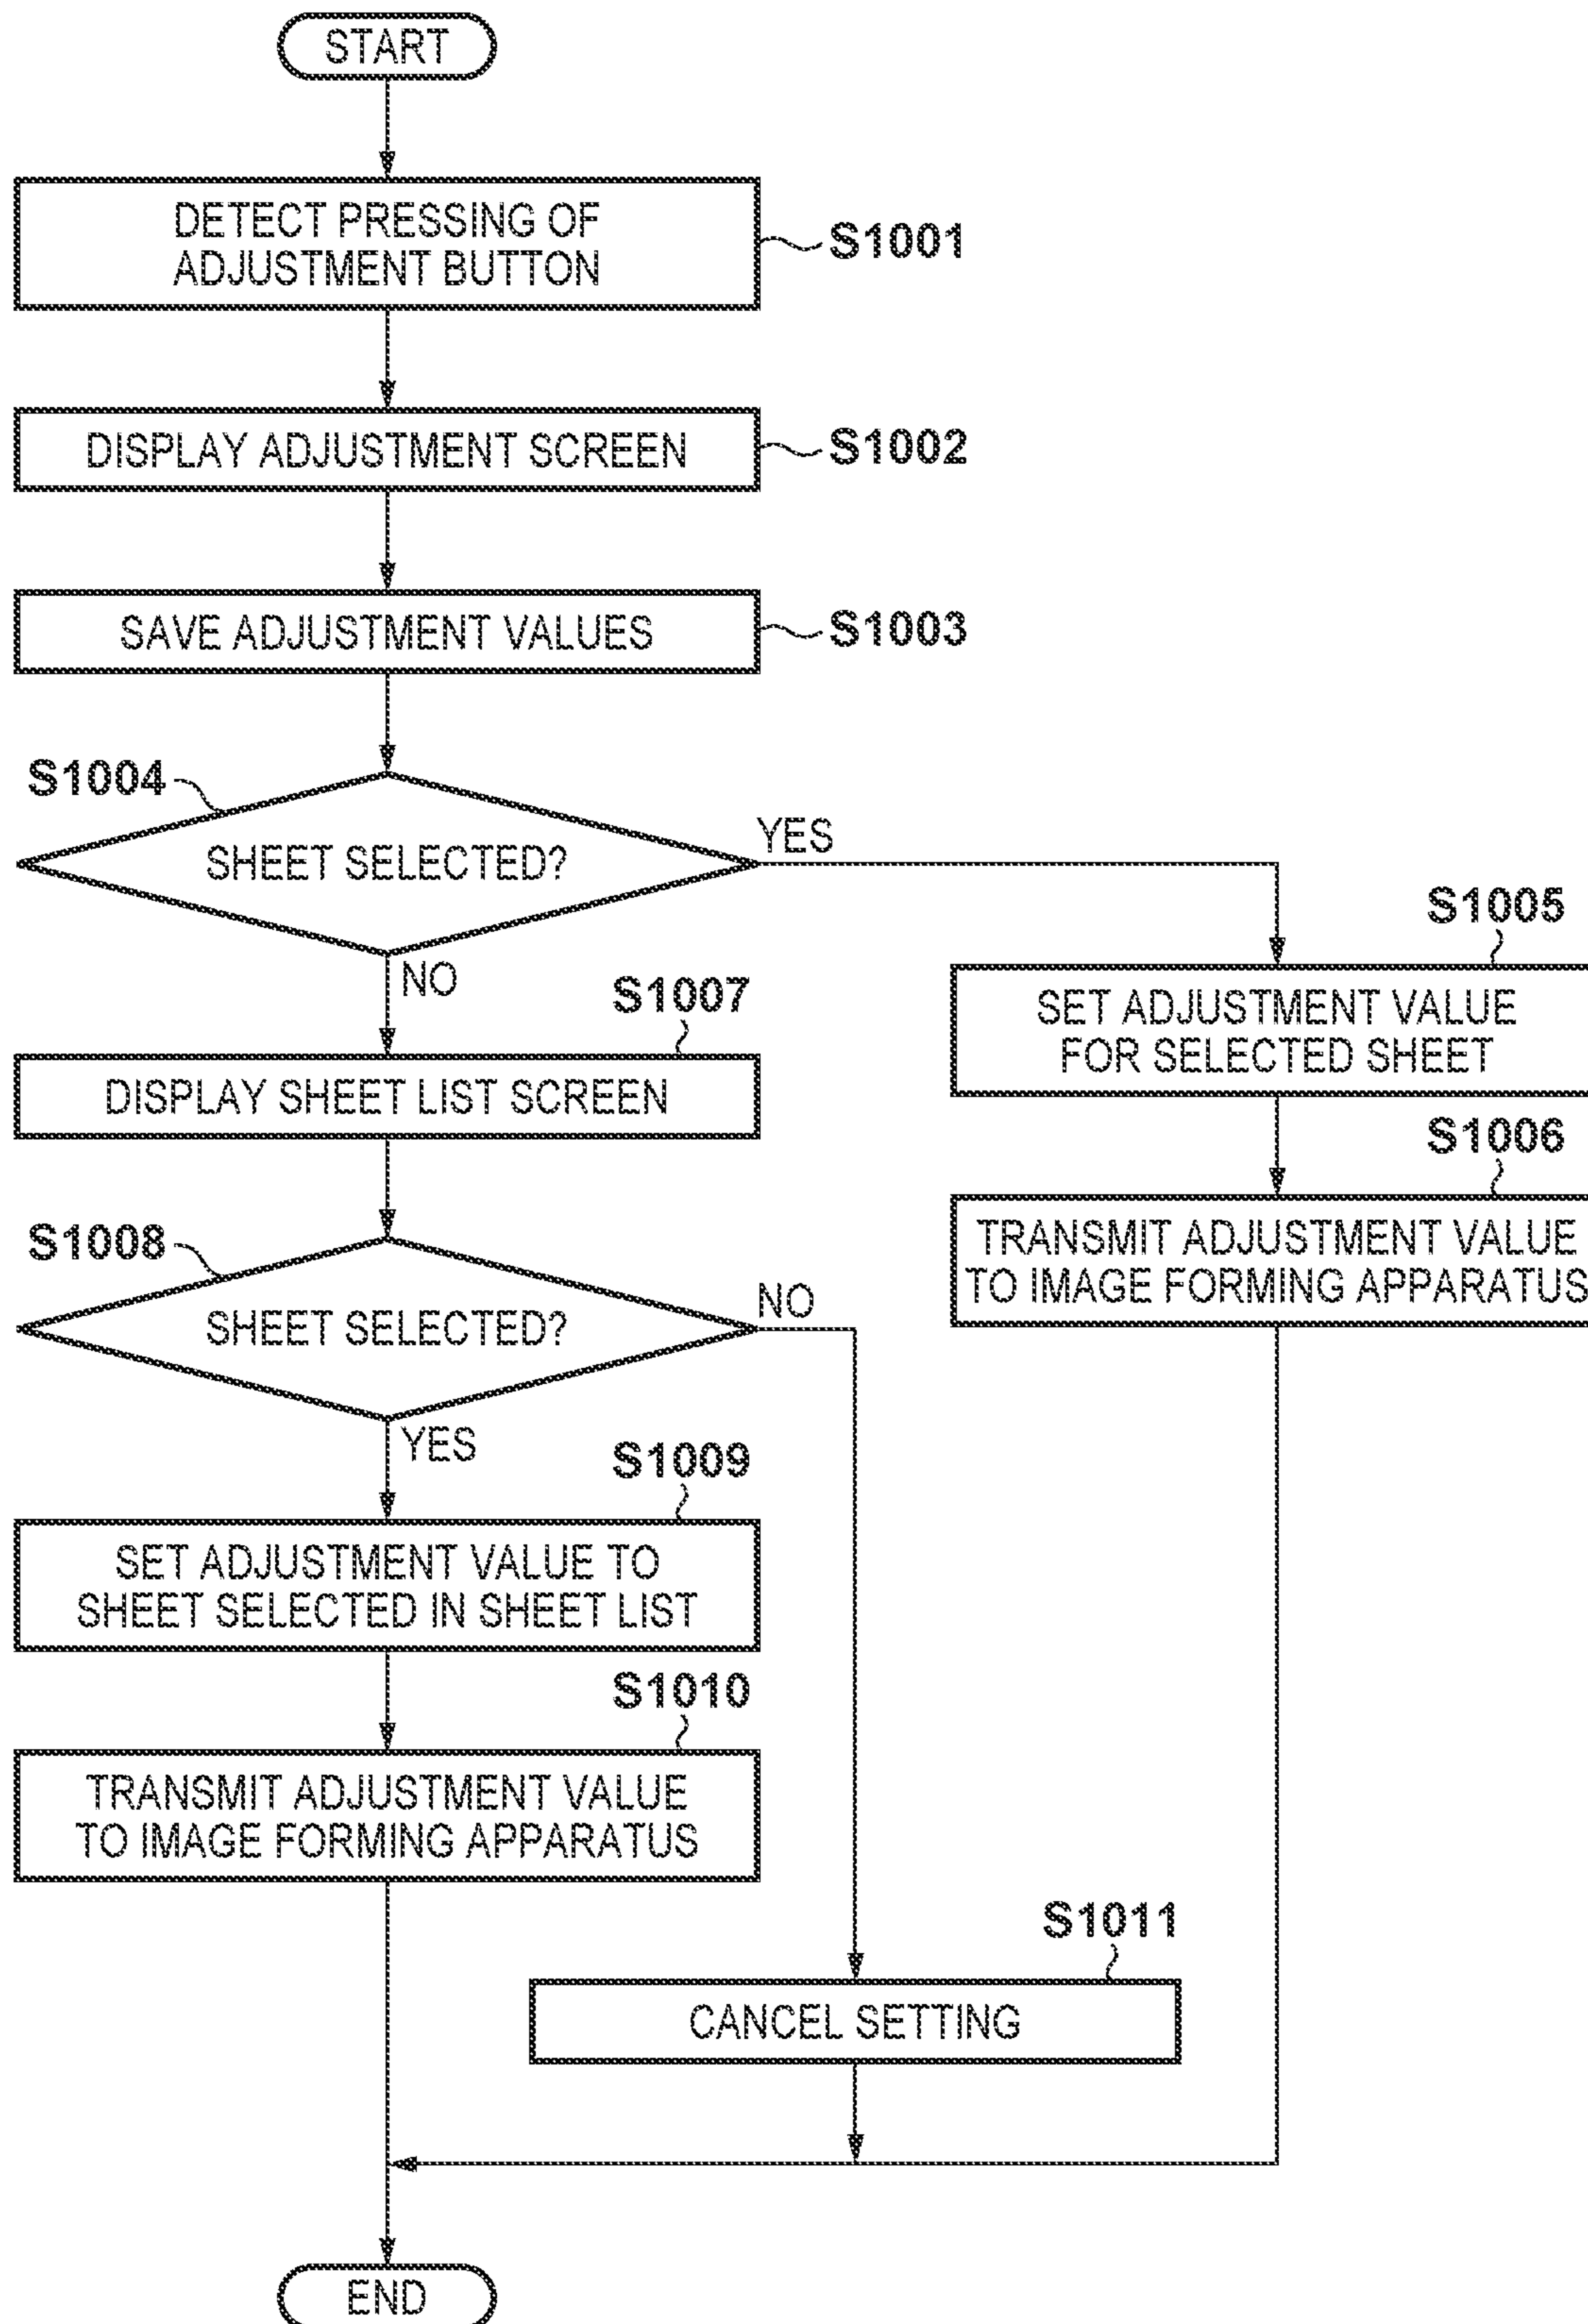 START
DETECT PRESSING OF
ADJUSTMENT BUTTON
S1001
DISPLAY ADJUSTMENT SCREEN
S1002
SAVE ADJUSTMENT VALUES
S1003
S1004
SHEET SELECTED?
YES
NO
S1005
SET ADJUSTMENT VALUE
FOR SELECTED SHEET
S1006
TRANSMIT ADJUSTMENT VALUE
TO IMAGE FORMING APPARATUS
S1007
DISPLAY SHEET LIST SCREEN
S1008
SHEET SELECTED?
NO
YES
S1009
SET ADJUSTMENT VALUE TO
SHEET SELECTED IN SHEET LIST
S1010
TRANSMIT ADJUSTMENT VALUE
TO IMAGE FORMING APPARATUS
S1011
CANCEL SETTING
END